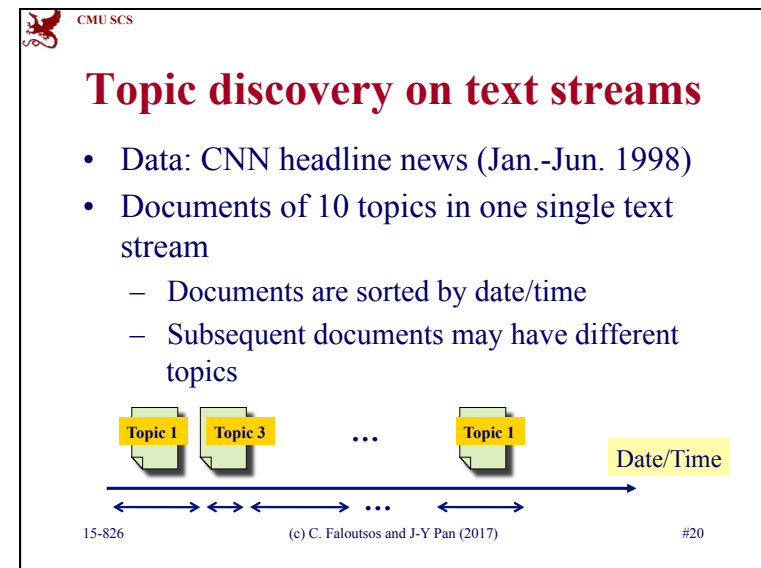 CMU SCS
Topic discovery on text streams
• Data: CNN headline news (Jan.-Jun. 1998)
• Documents of 10 topics in one single text
stream
– Documents are sorted by date/time
– Subsequent documents may have different
topics
Topic 1 Topic 3 … Topic 1
Date/Time
…
15-826 (c) C. Faloutsos and J-Y Pan (2017) #20